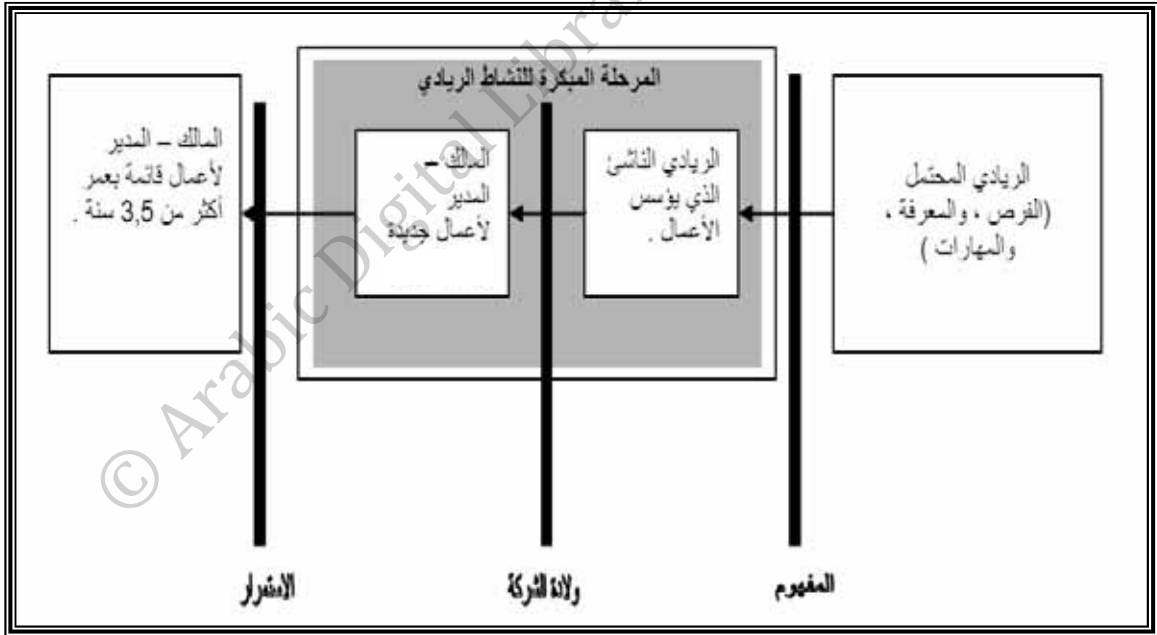 المرحلة المبكرة للنشاط الريادي
الريادي المحتمل
(الفرص ، والمعرفة ،
والمهارات )
الريادي الناشئ
الذي يؤسس
الأعمال .
المالك –
المدير
لأعمال جديدة
المالك – المدير
لأعمال قائمة بعمر
أكثر من 3,5 سنة .
المفهوم
ولادة الشركة
الاستمرار
© Arabic Digital Library